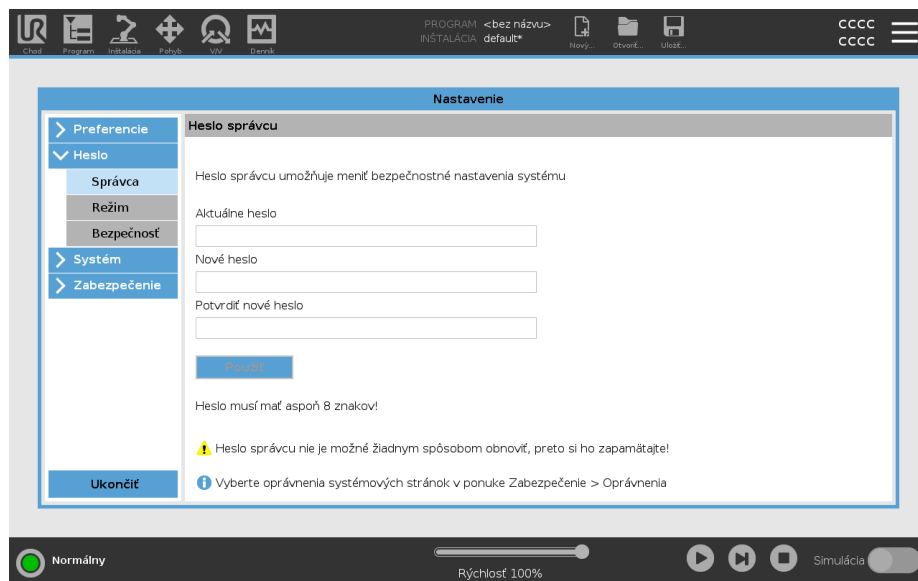 PROGRAM <bez názvu>
INŠTALÁCIA default*
Chod Program Inštalácia Pohyb V/V Denník Nový... Otvoriť... Uložiť...
CCCC
CCCC
Nastavenie
Preferencie
Heslo
Správca
Režim
Bezpečnosť
Systém
Zabezpečenie
Ukončiť
Heslo správcu
Heslo správcu umožňuje meniť bezpečnostné nastavenia systému
Aktuálne heslo
Nové heslo
Potvrdiť nové heslo
Použiť
Heslo musí mať aspoň 8 znakov!
Heslo správcu nie je možné žiadnym spôsobom obnoviť, preto si ho zapamätajte!
Vyberte oprávnenia systémových stránok v ponuke Zabezpečenie > Oprávnenia
Normálny
Rýchlosť 100%
Simulácia